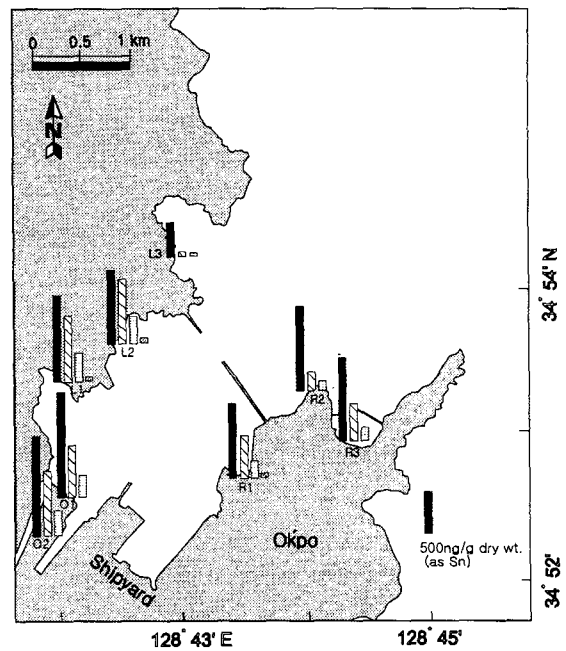 0 0.5 1 km
N
L3
34° 54' N
L2
L
R2
R3
R1
O1
O2
Okpo
500ng/g dry wt.
(as Sn)
Shipyard
34° 52'
128° 43' E 128° 45'